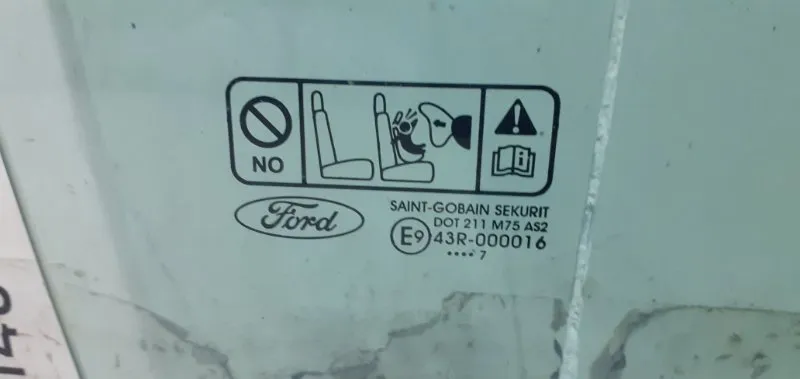 NO
Ford
SAINT-GOBAIN SEKURIT
DOT 211 M75 AS2
E9 43R-000016
•••• 7